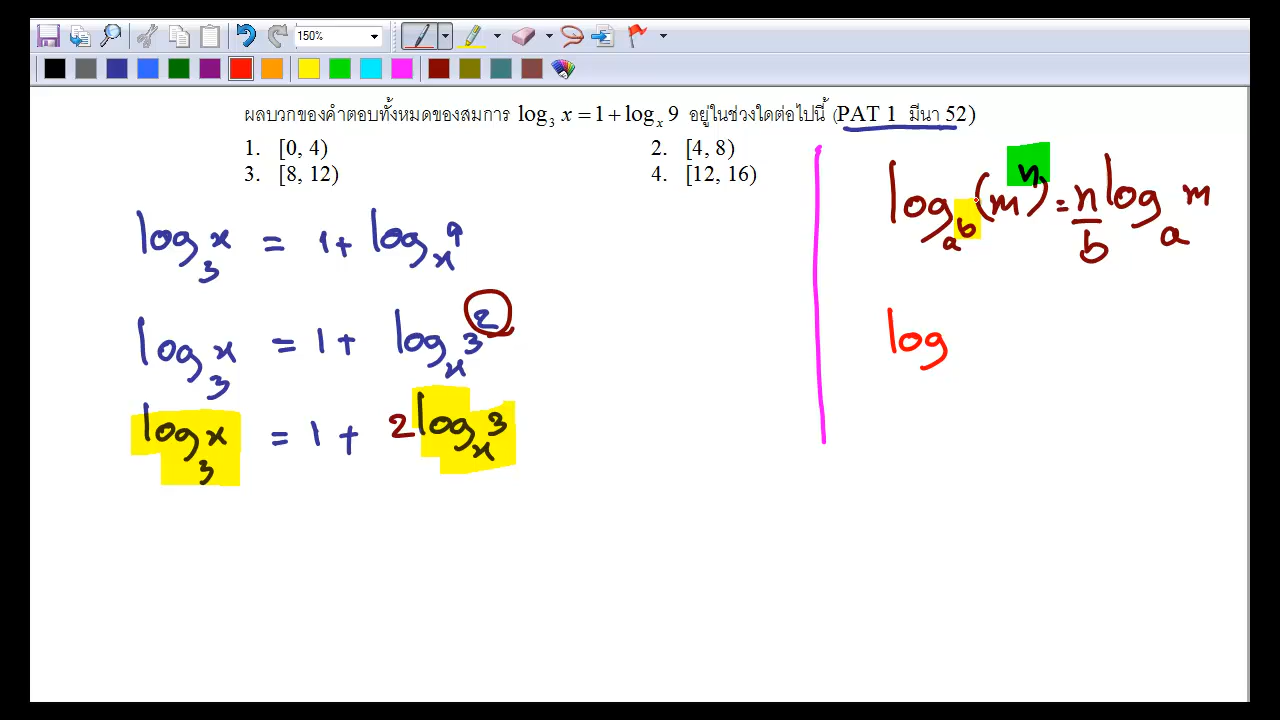 150%
ผลบวกของคำตอบทั้งหมดของสมการ log₃ x = 1 + logₓ 9 อยู่ในช่วงใดต่อไปนี้ (PAT 1 มีนา 52)
1. [0, 4)
2. [4, 8)
3. [8, 12)
4. [12, 16)
log₃ x = 1 + logₓ 9
log₃ x = 1 + logₓ 3²
log₃ x = 1 + 2 logₓ 3
log_{a^b} (m^n) = n/b log_a m
log